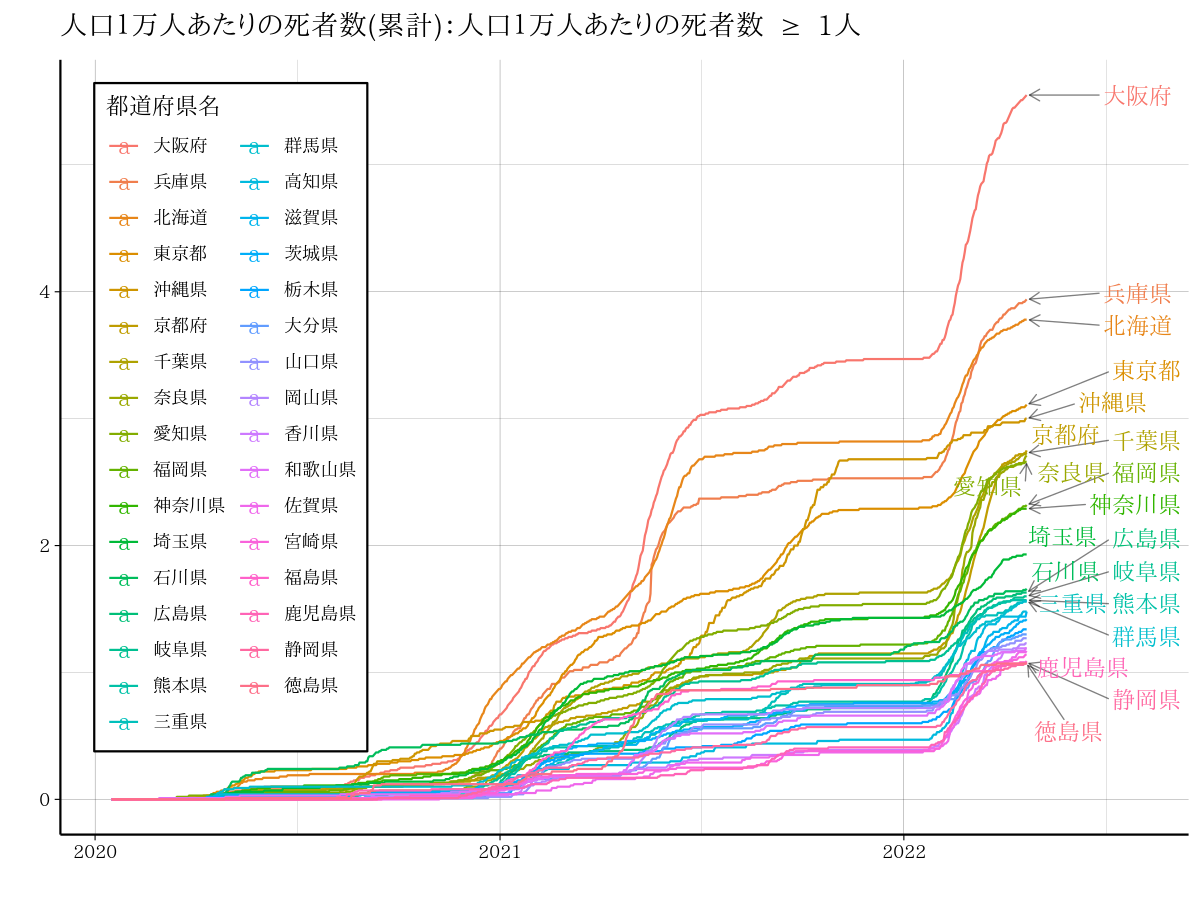 人口1万人あたりの死者数(累計):人口1万人あたりの死者数 ≥ 1人
都道府県名
a 大阪府
a 兵庫県
a 北海道
a 東京都
a 沖縄県
a 京都府
a 千葉県
a 奈良県
a 愛知県
a 福岡県
a 神奈川県
a 埼玉県
a 石川県
a 広島県
a 岐阜県
a 熊本県
a 三重県
a 群馬県
a 高知県
a 滋賀県
a 茨城県
a 栃木県
a 大分県
a 山口県
a 岡山県
a 香川県
a 和歌山県
a 佐賀県
a 宮崎県
a 福島県
a 鹿児島県
a 静岡県
a 徳島県
大阪府
兵庫県
北海道
東京都
沖縄県
京都府
千葉県
奈良県
福岡県
愛知県
神奈川県
埼玉県
広島県
石川県
岐阜県
三重県
熊本県
群馬県
鹿児島県
静岡県
徳島県
4
2
0
2020
2021
2022